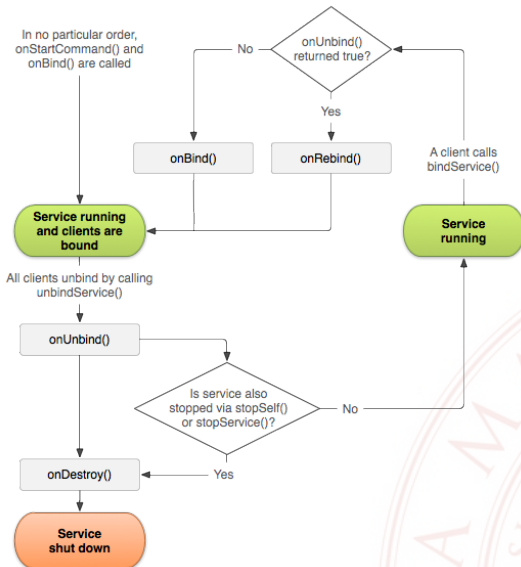 In no particular order,
onStartCommand() and
onBind() are called
onUnbind()
returned true?
No
Yes
onBind()
onRebind()
A client calls
bindService()
Service running
and clients are
bound
Service
running
All clients unbind by calling
unbindService()
onUnbind()
Is service also
stopped via stopSelf()
or stopService()?
No
Yes
onDestroy()
Service
shut down
A M
S